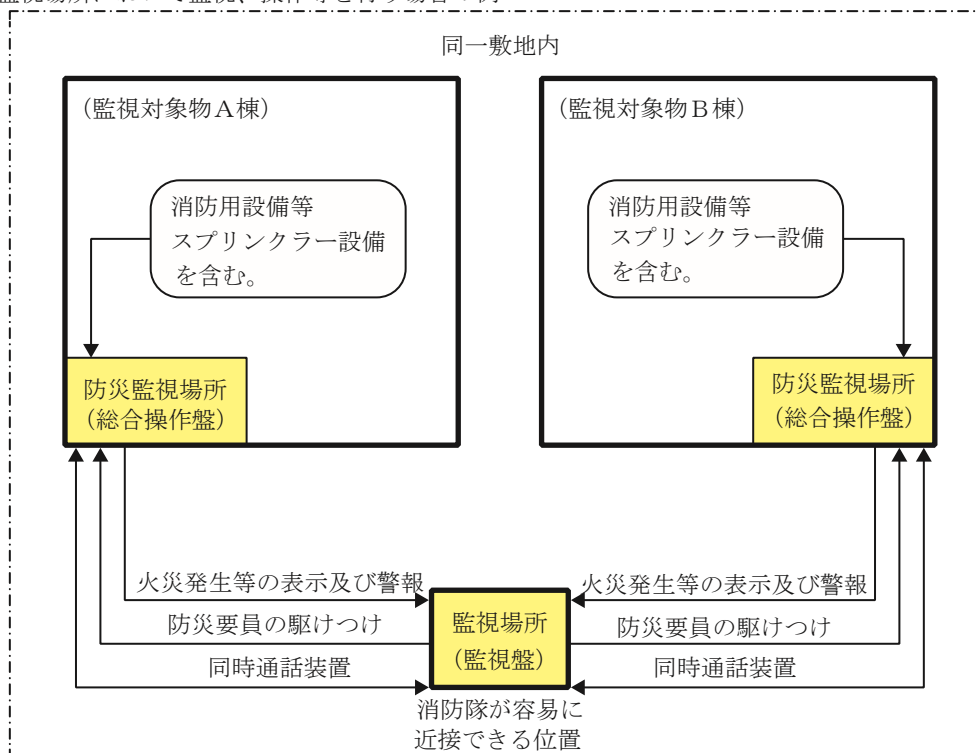 同一敷地内
（監視対象物Ａ棟）
消防用設備等
スプリンクラー設備
を含む。
防災監視場所
（総合操作盤）
（監視対象物Ｂ棟）
消防用設備等
スプリンクラー設備
を含む。
防災監視場所
（総合操作盤）
火災発生等の表示及び警報
防災要員の駆けつけ
同時通話装置
監視場所
（監視盤）
火災発生等の表示及び警報
防災要員の駆けつけ
同時通話装置
消防隊が容易に
近接できる位置